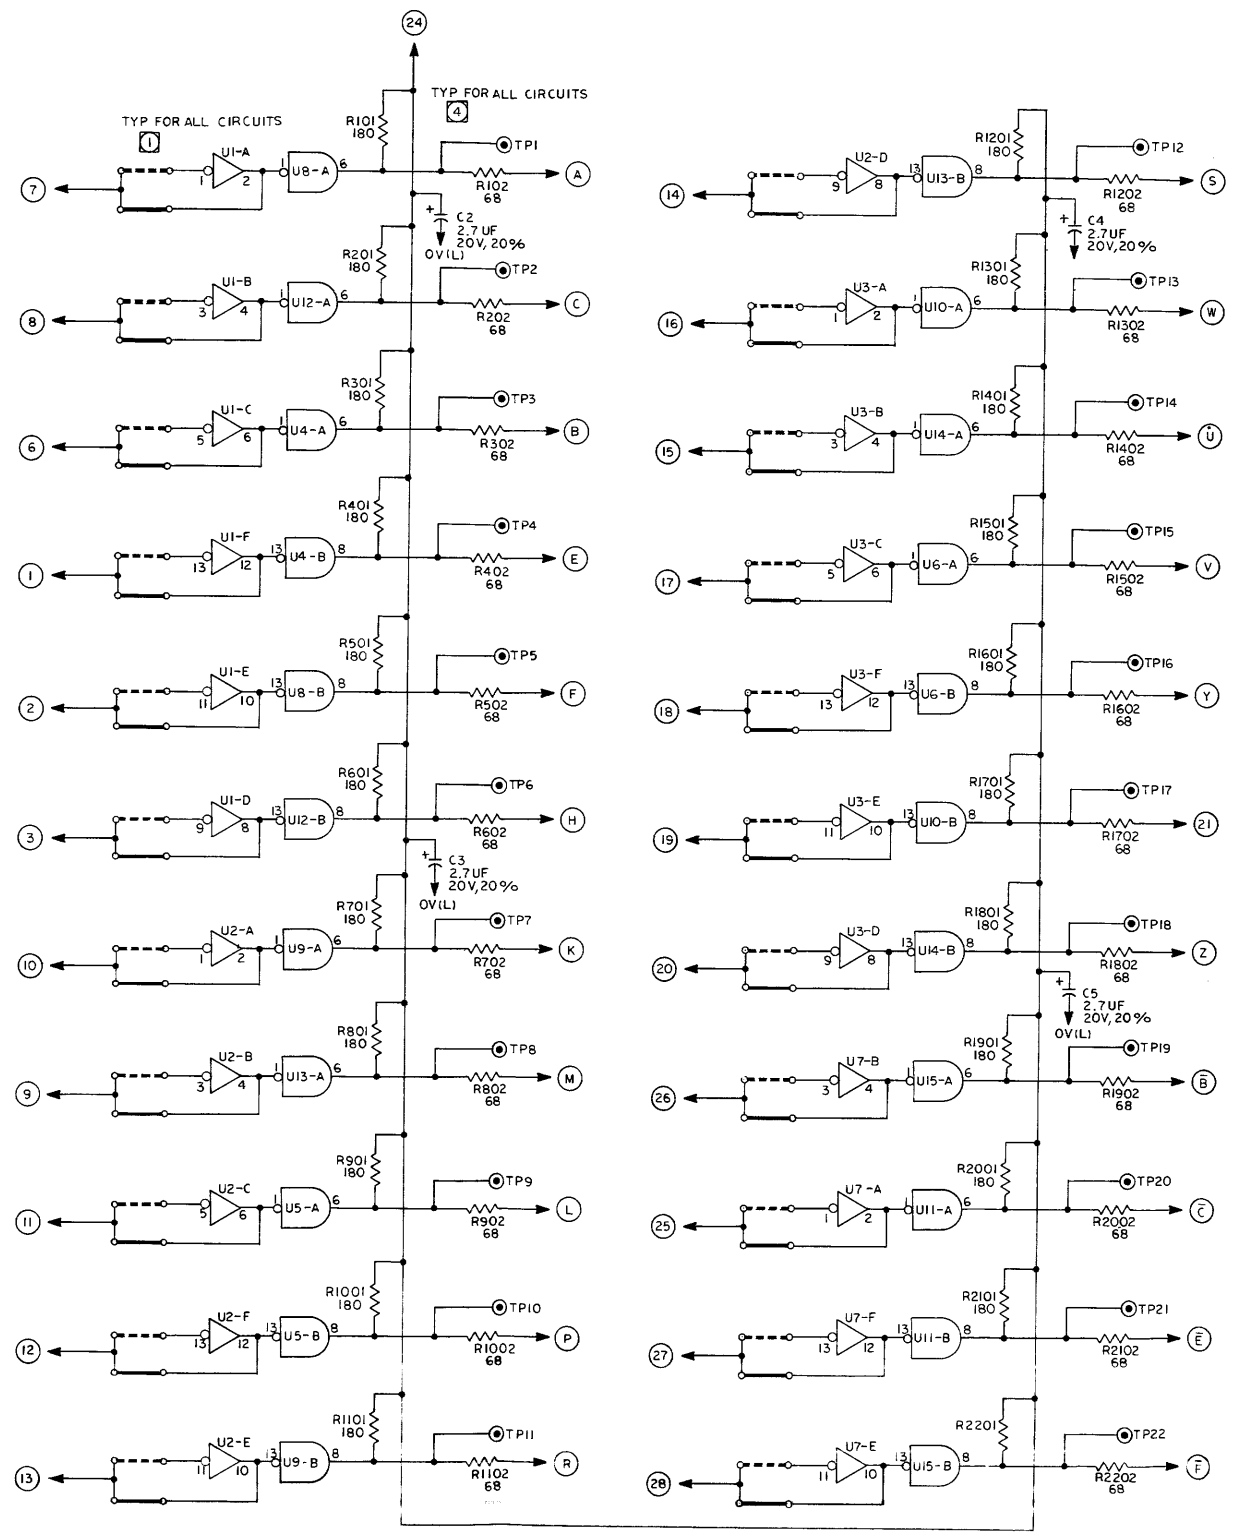 24
TYP FOR ALL CIRCUITS
4
TYP FOR ALL CIRCUITS
1
7
U1-A
1 2
1 U8-A 6
R101
180
TP1
R102
68
A
C2
2.7UF
20V, 20%
0V(L)
+
8
U1-B
3 4
1 U12-A 6
R201
180
TP2
R202
68
C
6
U1-C
5 6
1 U4-A 6
R301
180
TP3
R302
68
B
1
U1-F
13 12
13 U4-B 8
R401
180
TP4
R402
68
E
2
U1-E
11 10
13 U8-B 8
R501
180
TP5
R502
68
F
3
U1-D
9 8
13 U12-B 8
R601
180
TP6
R602
68
H
+
C3
2.7UF
20V, 20%
0V(L)
10
U2-A
1 2
1 U9-A 6
R701
180
TP7
R702
68
K
9
U2-B
3 4
1 U13-A 6
R801
180
TP8
R802
68
M
11
U2-C
5 6
1 U5-A 6
R901
180
TP9
R902
68
L
12
U2-F
13 12
13 U5-B 8
R1001
180
TP10
R1002
68
P
13
U2-E
11 10
13 U9-B 8
R1101
180
TP11
R1102
68
R
14
U2-D
9 8
13 U13-B 8
R1201
180
TP12
R1202
68
S
+
C4
2.7UF
20V, 20%
16
U3-A
1 2
1 U10-A 6
R1301
180
TP13
R1302
68
W
15
U3-B
3 4
1 U14-A 6
R1401
180
TP14
R1402
68
U
17
U3-C
5 6
1 U6-A 6
R1501
180
TP15
R1502
68
V
18
U3-F
13 12
13 U6-B 8
R1601
180
TP16
R1602
68
Y
19
U3-E
11 10
13 U10-B 8
R1701
180
TP17
R1702
68
21
20
U3-D
9 8
13 U14-B 8
R1801
180
TP18
R1802
68
Z
+
C5
2.7UF
20V, 20%
0V(L)
26
U7-B
3 4
1 U15-A 6
R1901
180
TP19
R1902
68
B̅
25
U7-A
1 2
1 U11-A 6
R2001
180
TP20
R2002
68
C̅
27
U7-F
13 12
13 U11-B 8
R2101
180
TP21
R2102
68
E̅
28
U7-E
11 10
13 U15-B 8
R2201
TP22
R2202
68
F̅